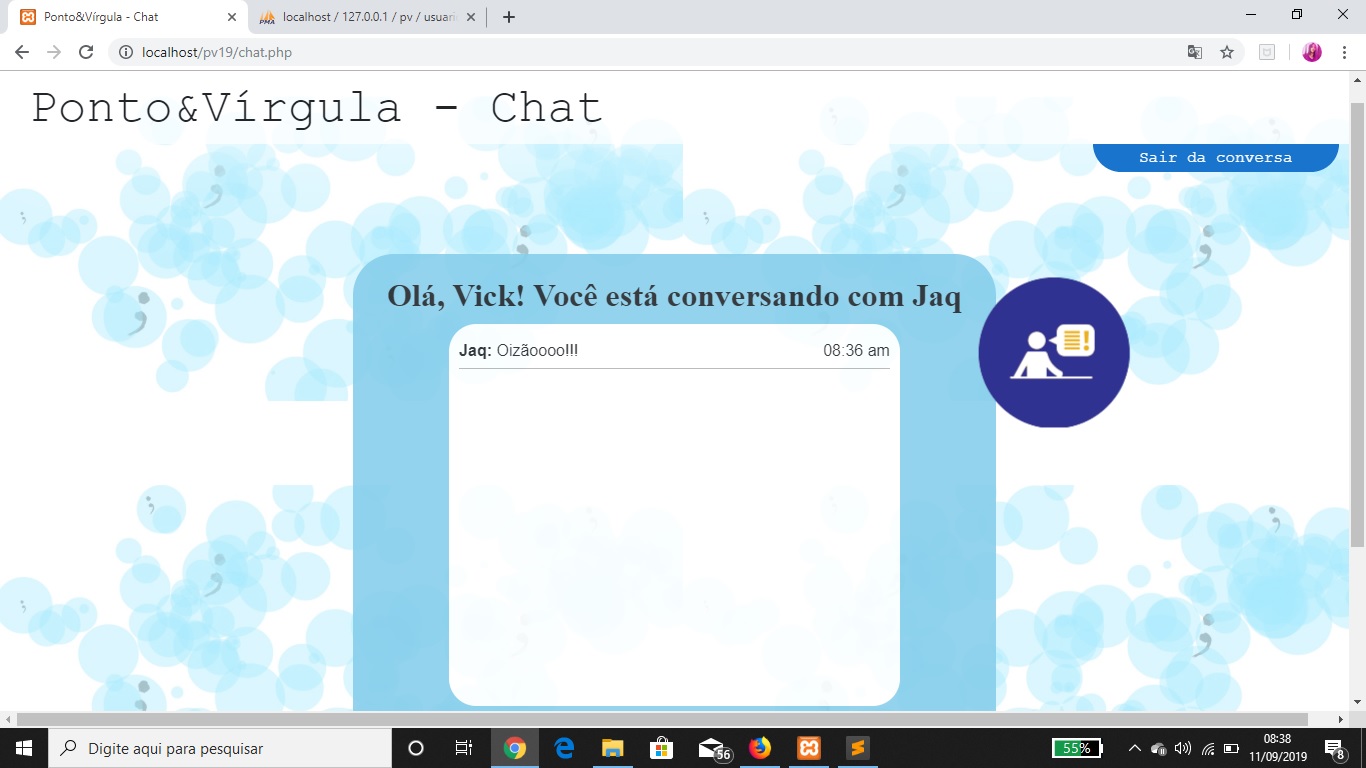 Ponto&Vírgula - Chat
localhost / 127.0.0.1 / pv / usuari
localhost/pv19/chat.php
Ponto&Vírgula - Chat
Sair da conversa
Olá, Vick! Você está conversando com Jaq
Jaq: Oizãoooo!!! 08:36 am
Digite aqui para pesquisar
56
55%
08:38
11/09/2019
8